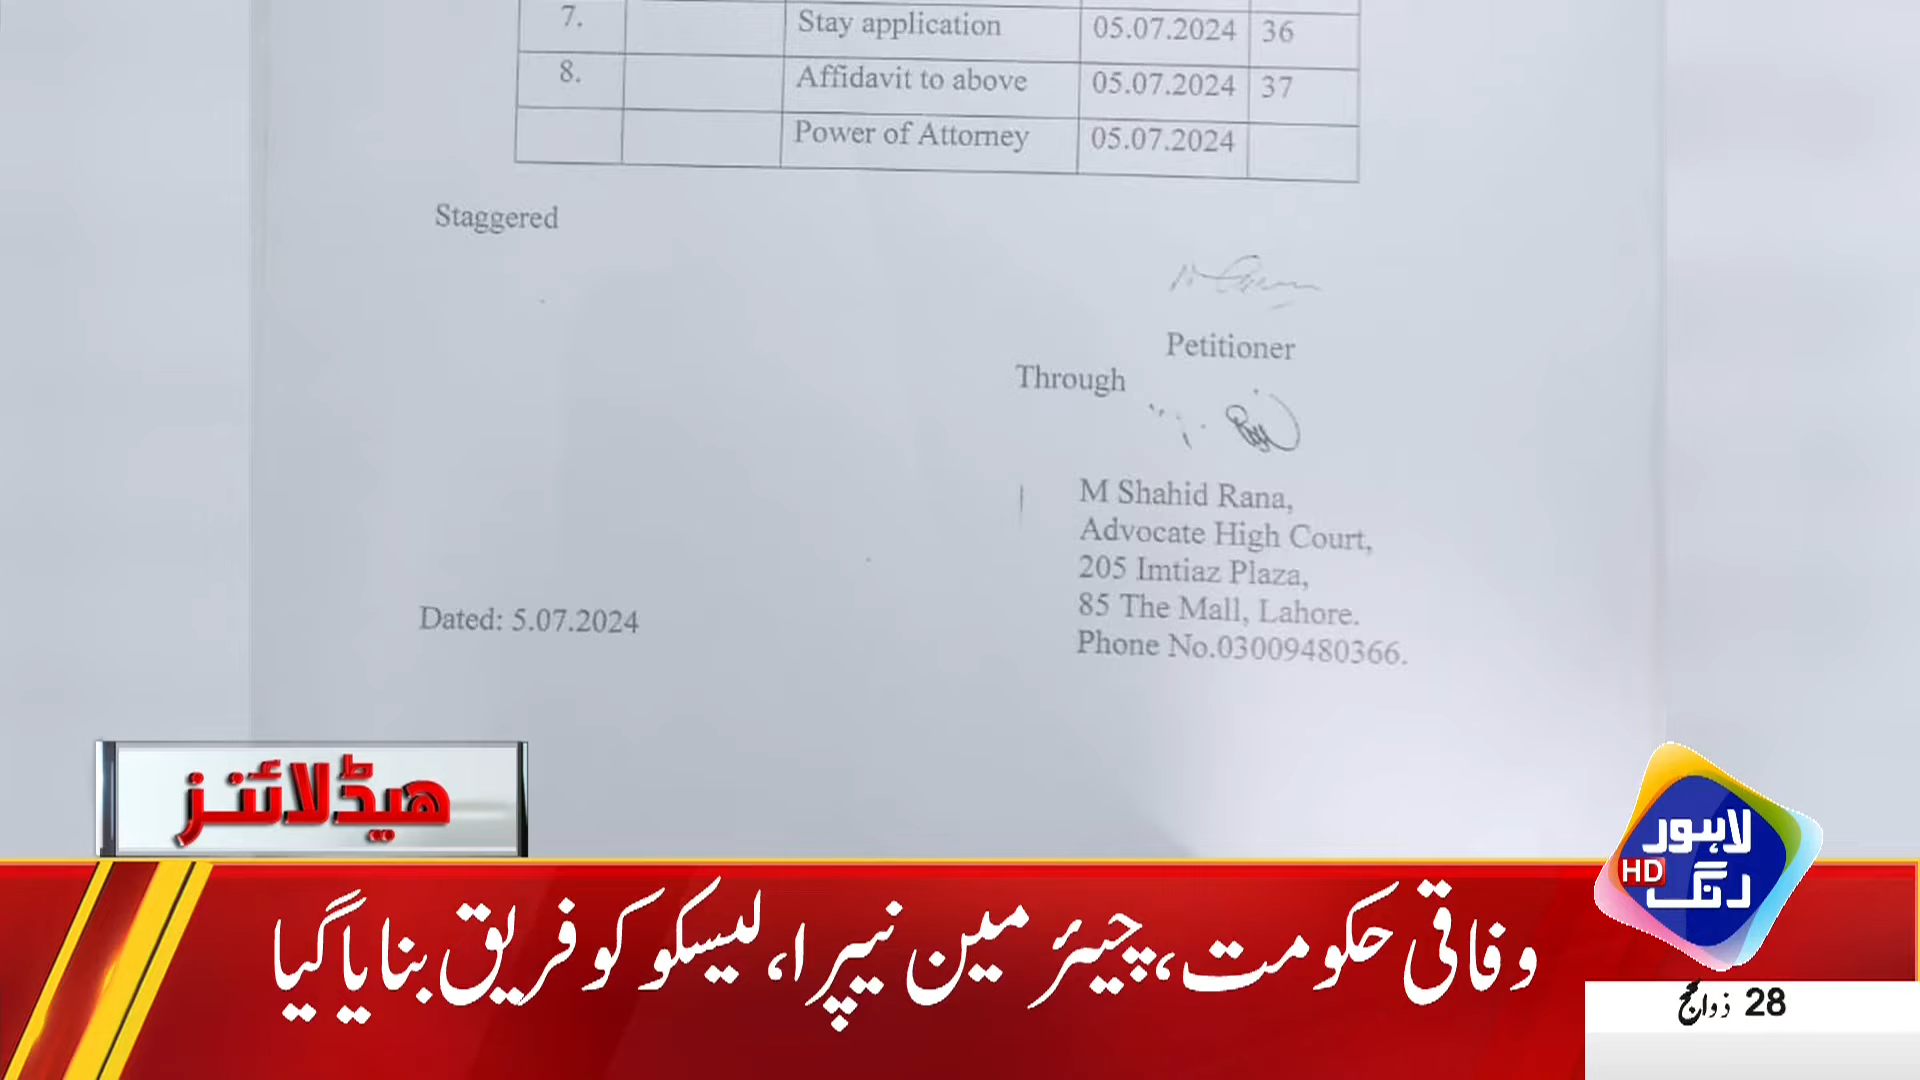 7. Stay application 05.07.2024 36
8. Affidavit to above 05.07.2024 37
Power of Attorney 05.07.2024
Staggered
Petitioner
Through
M Shahid Rana,
Advocate High Court,
205 Imtiaz Plaza,
85 The Mall, Lahore.
Dated: 5.07.2024
Phone No.03009480366.
ہیڈلائنز
لاہور
رنگ
HD
وفاقی حکومت، چیئرمین نیپرا، لیسکو کو فریق بنایا گیا
28 ذوالحج